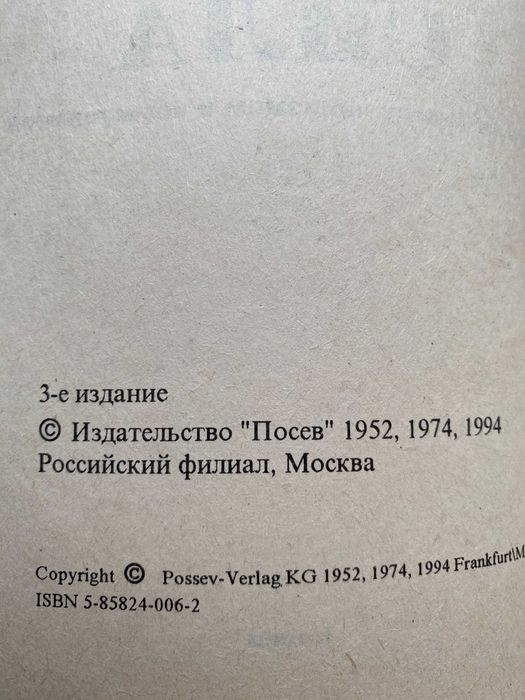 3-е издание
© Издательство "Посев" 1952, 1974, 1994
Российский филиал, Москва
Copyright © Possev-Verlag KG 1952, 1974, 1994 Frankfurt\M
ISBN 5-85824-006-2